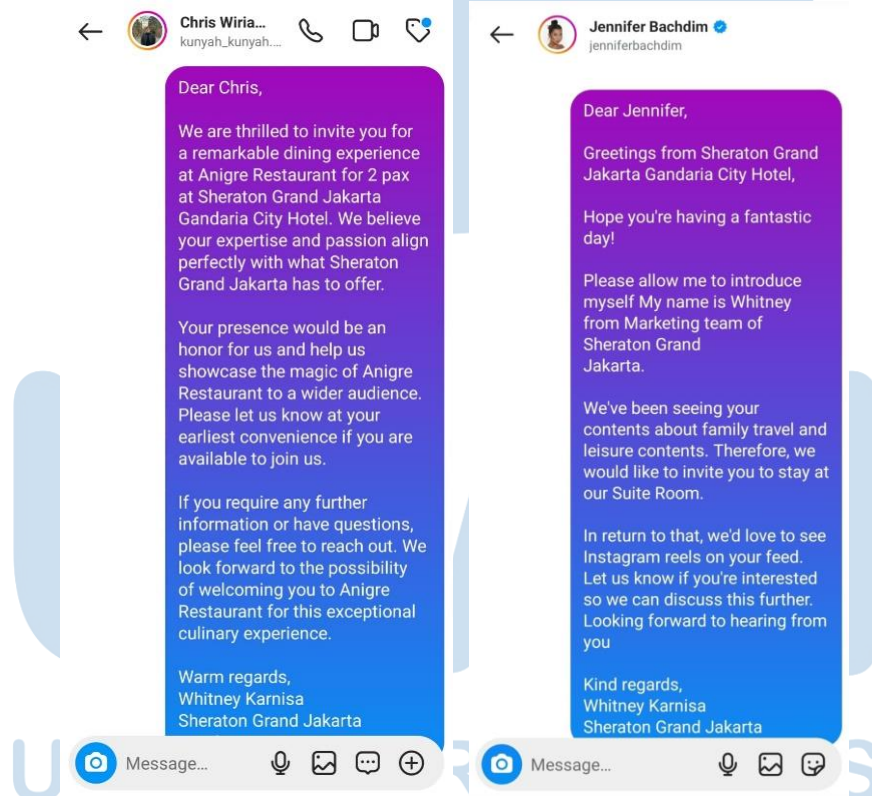 Chris Wiria...
kunyah_kunyah....
Dear Chris,
We are thrilled to invite you for
a remarkable dining experience
at Anigre Restaurant for 2 pax
at Sheraton Grand Jakarta
Gandaria City Hotel. We believe
your expertise and passion align
perfectly with what Sheraton
Grand Jakarta has to offer.
Your presence would be an
honor for us and help us
showcase the magic of Anigre
Restaurant to a wider audience.
Please let us know at your
earliest convenience if you are
available to join us.
If you require any further
information or have questions,
please feel free to reach out. We
look forward to the possibility
of welcoming you to Anigre
Restaurant for this exceptional
culinary experience.
Warm regards,
Whitney Karnisa
Sheraton Grand Jakarta
Message...
Jennifer Bachdim
jenniferbachdim
Dear Jennifer,
Greetings from Sheraton Grand
Jakarta Gandaria City Hotel,
Hope you're having a fantastic
day!
Please allow me to introduce
myself My name is Whitney
from Marketing team of
Sheraton Grand
Jakarta.
We've been seeing your
contents about family travel and
leisure contents. Therefore, we
would like to invite you to stay at
our Suite Room.
In return to that, we'd love to see
Instagram reels on your feed.
Let us know if you're interested
so we can discuss this further.
Looking forward to hearing from
you
Kind regards,
Whitney Karnisa
Sheraton Grand Jakarta
Message...